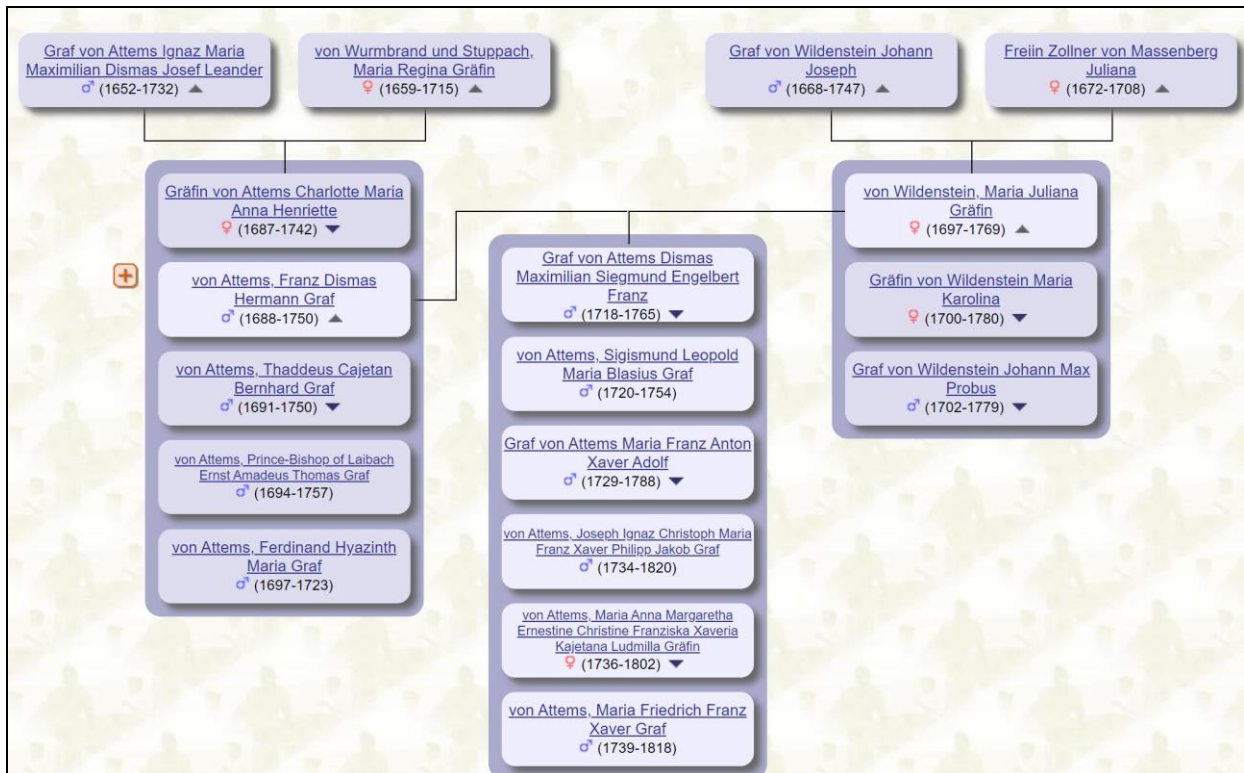 Graf von Attems Ignaz Maria
Maximilian Dismas Josef Leander
♂ (1652-1732) ▲
von Wurmbrand und Stuppach,
Maria Regina Gräfin
♀ (1659-1715) ▲
Graf von Wildenstein Johann
Joseph
♂ (1668-1747) ▲
Freiin Zollner von Massenberg
Juliana
♀ (1672-1708) ▲
Gräfin von Attems Charlotte Maria
Anna Henriette
♀ (1687-1742) ▼
von Attems, Franz Dismas
Hermann Graf
♂ (1688-1750) ▲
von Attems, Thaddeus Cajetan
Bernhard Graf
♂ (1691-1750) ▼
von Attems, Prince-Bishop of Laibach
Ernst Amadeus Thomas Graf
♂ (1694-1757)
von Attems, Ferdinand Hyazinth
Maria Graf
♂ (1697-1723)
Graf von Attems Dismas
Maximilian Siegmund Engelbert
Franz
♂ (1718-1765) ▼
von Attems, Sigismund Leopold
Maria Blasius Graf
♂ (1720-1754)
Graf von Attems Maria Franz Anton
Xaver Adolf
♂ (1729-1788) ▼
von Attems, Joseph Ignaz Christoph Maria
Franz Xaver Philipp Jakob Graf
♂ (1734-1820)
von Attems, Maria Anna Margaretha
Ernestine Christine Franziska Xaveria
Kajetana Ludmilla Gräfin
♀ (1736-1802) ▼
von Attems, Maria Friedrich Franz
Xaver Graf
♂ (1739-1818)
von Wildenstein, Maria Juliana
Gräfin
♀ (1697-1769) ▲
Gräfin von Wildenstein Maria
Karolina
♀ (1700-1780) ▼
Graf von Wildenstein Johann Max
Probus
♂ (1702-1779) ▼